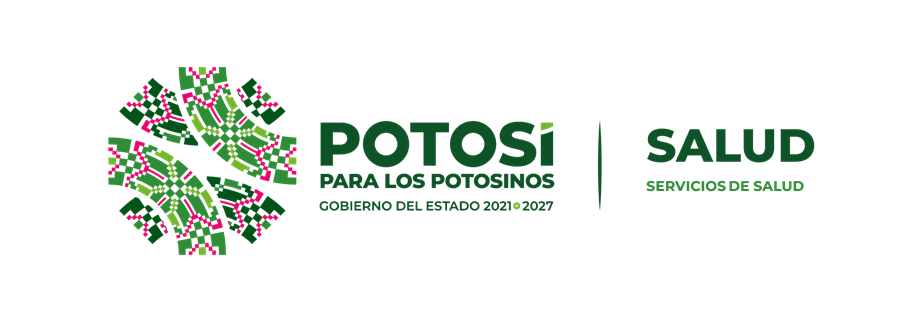 POTOSÍ
PARA LOS POTOSINOS
GOBIERNO DEL ESTADO 2021 2027
SALUD
SERVICIOS DE SALUD